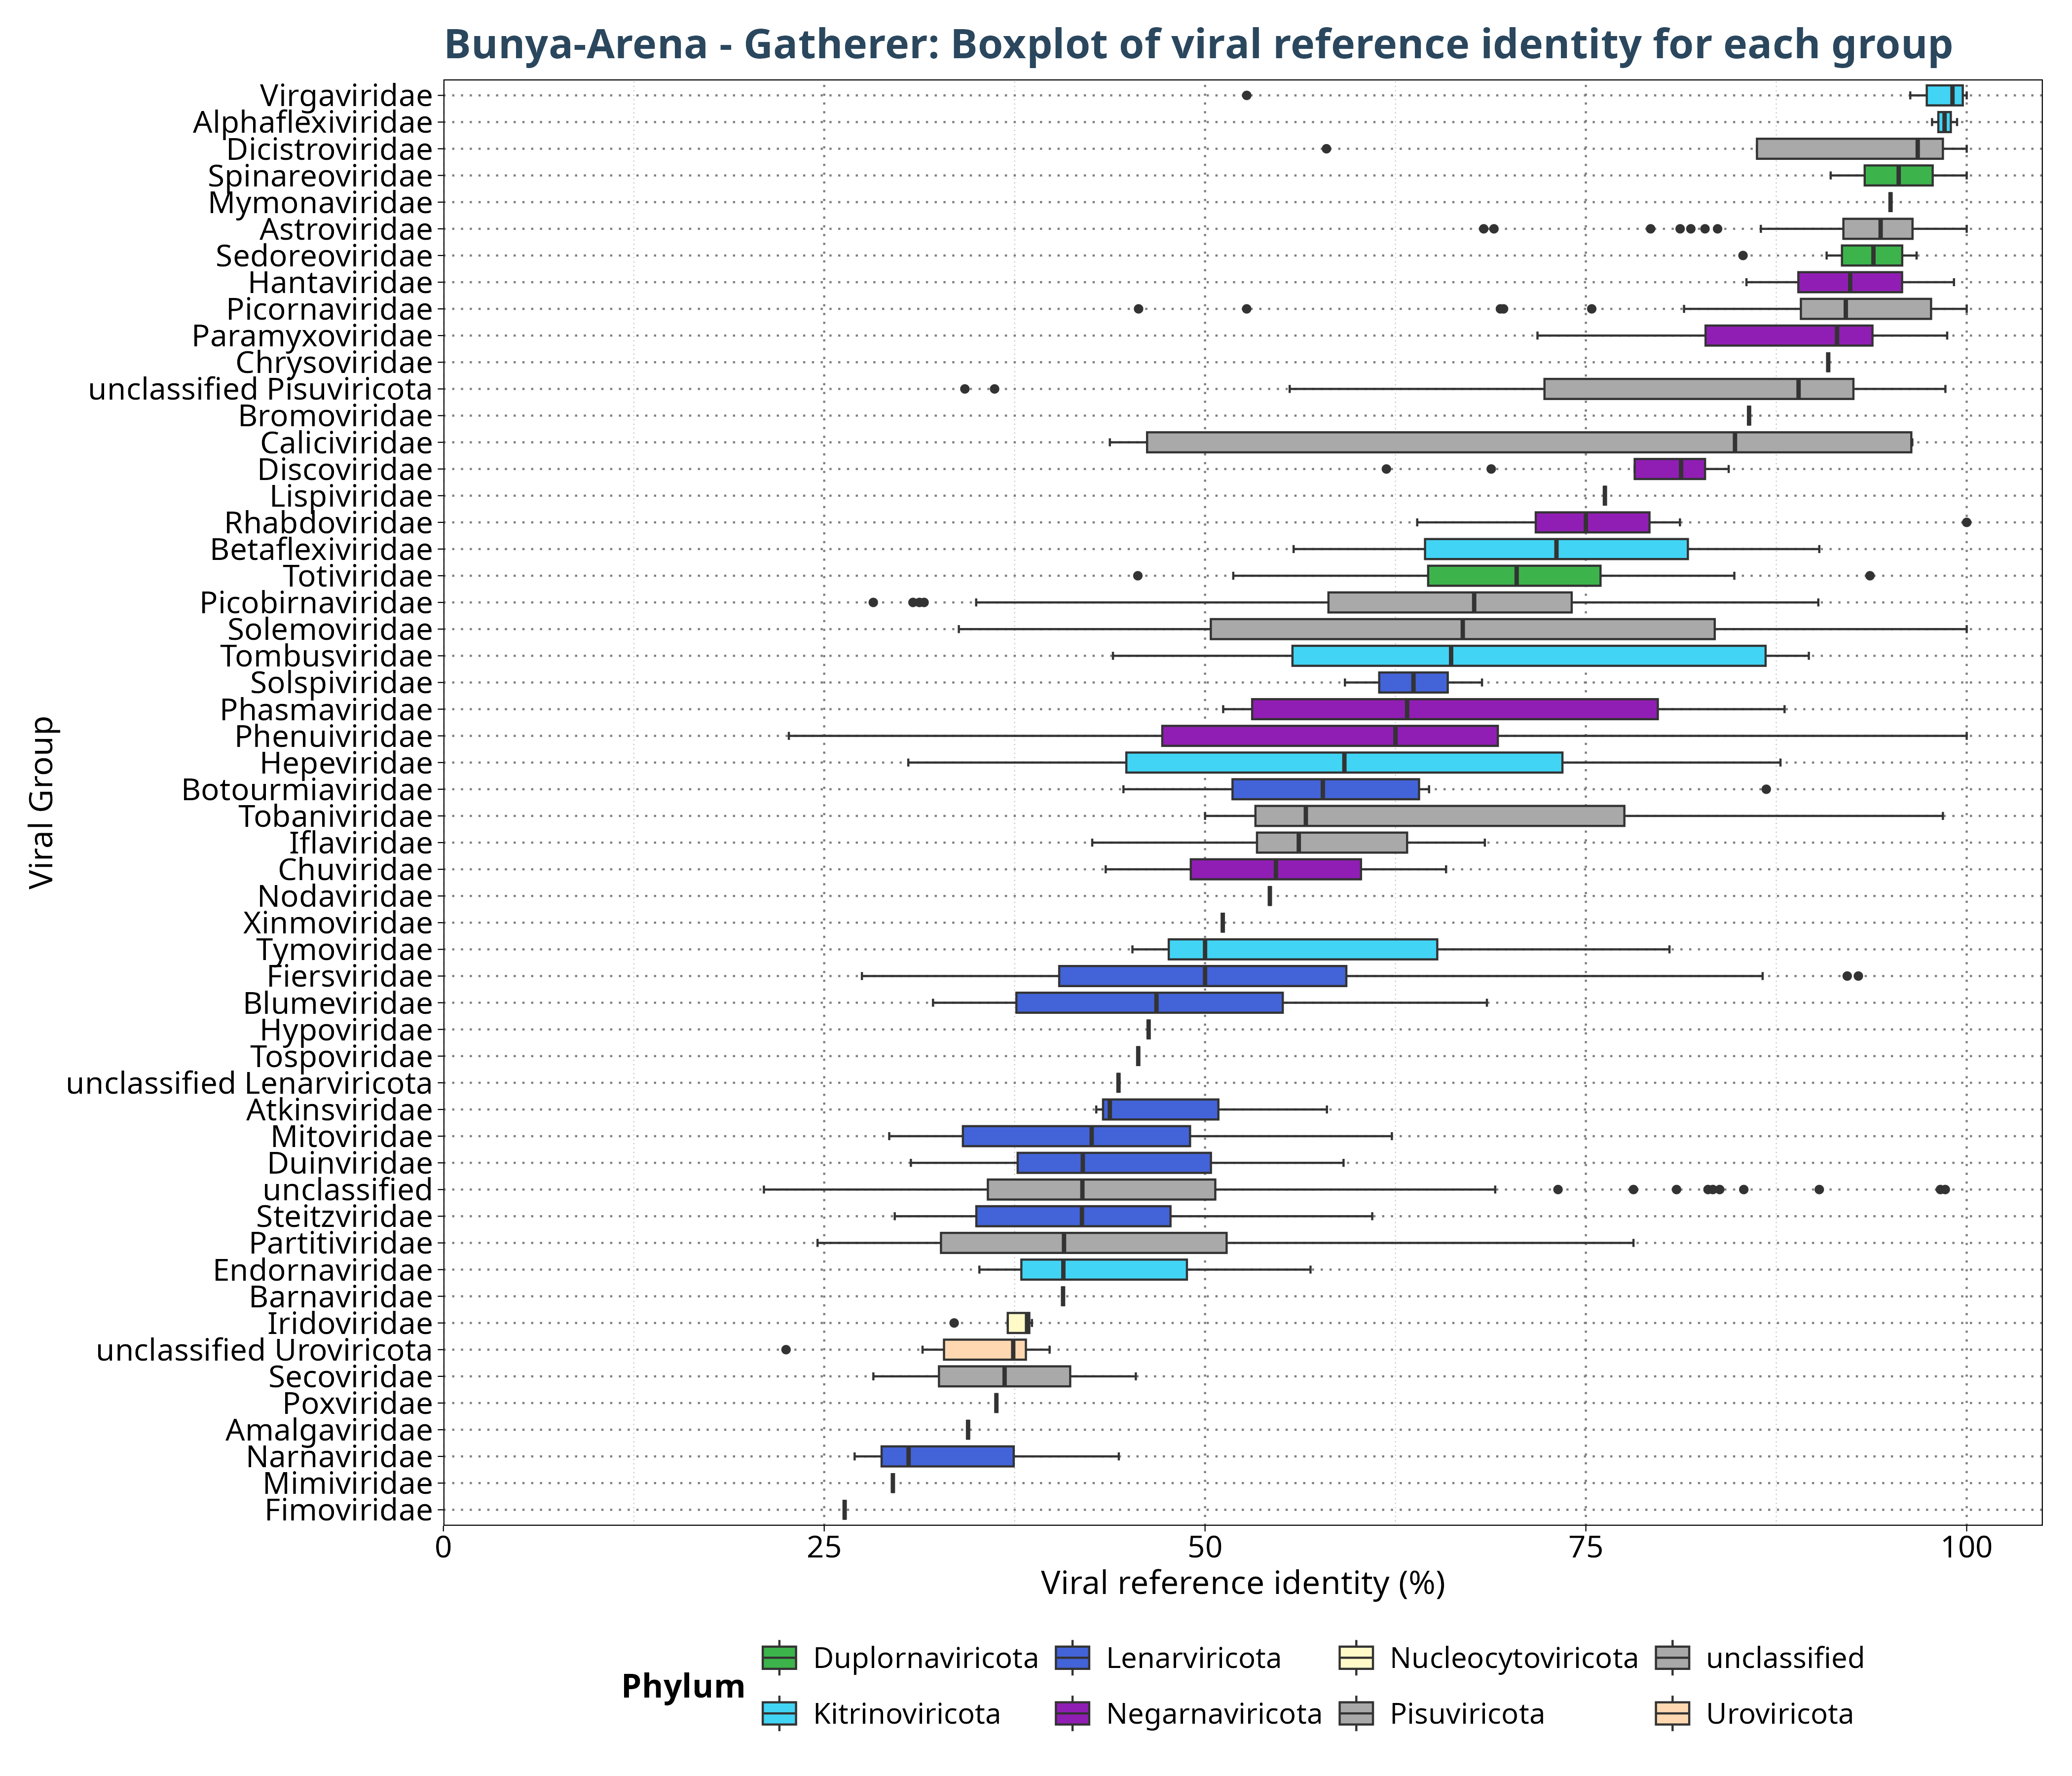 Bunya-Arena - Gatherer: Boxplot of viral reference identity for each group
Viral Group
Virgaviridae
Alphaflexiviridae
Dicistroviridae
Spinareoviridae
Mymonaviridae
Astroviridae
Sedoreoviridae
Hantaviridae
Picornaviridae
Paramyxoviridae
Chrysoviridae
unclassified Pisuviricota
Bromoviridae
Caliciviridae
Discoviridae
Lispiviridae
Rhabdoviridae
Betaflexiviridae
Totiviridae
Picobirnaviridae
Solemoviridae
Tombusviridae
Solspiviridae
Phasmaviridae
Phenuiviridae
Hepeviridae
Botourmiaviridae
Tobaniviridae
Iflaviridae
Chuviridae
Nodaviridae
Xinmoviridae
Tymoviridae
Fiersviridae
Blumeviridae
Hypoviridae
Tospoviridae
unclassified Lenarviricota
Atkinsviridae
Mitoviridae
Duinviridae
unclassified
Steitzviridae
Partitiviridae
Endornaviridae
Barnaviridae
Iridoviridae
unclassified Uroviricota
Secoviridae
Poxviridae
Amalgaviridae
Narnaviridae
Mimiviridae
Fimoviridae
0 25 50 75 100
Viral reference identity (%)
Phylum
Duplornaviricota Lenarviricota Nucleocytoviricota unclassified
Kitrinoviricota Negarnaviricota Pisuviricota Uroviricota